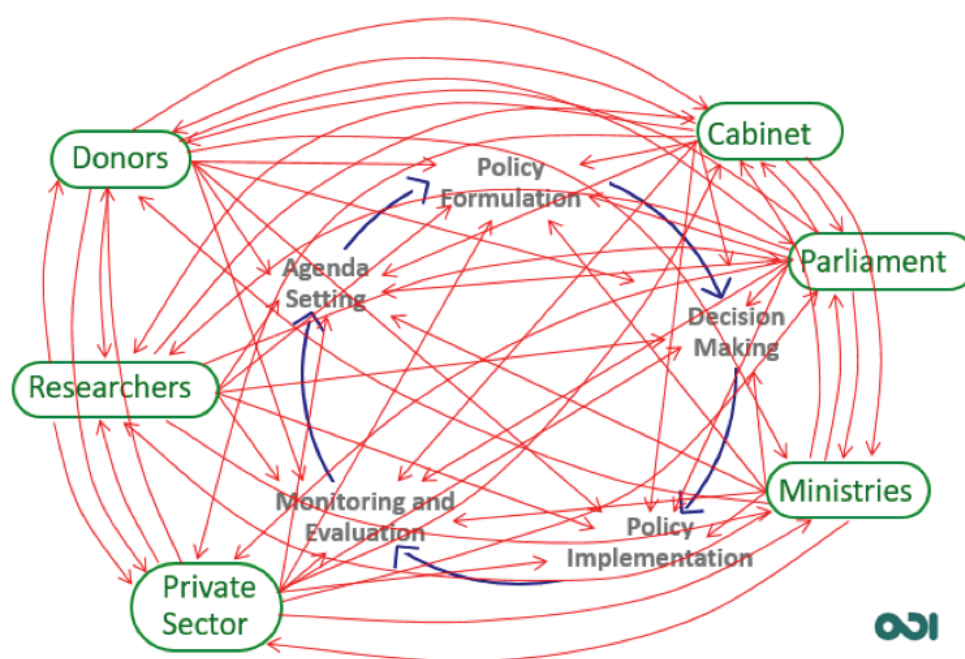 Donors
Cabinet
Policy
Formulation
Parliament
Agenda
Setting
Decision
Making
Researchers
Ministries
Monitoring and
Evaluation
Policy
Implementation
Private
Sector
ODI